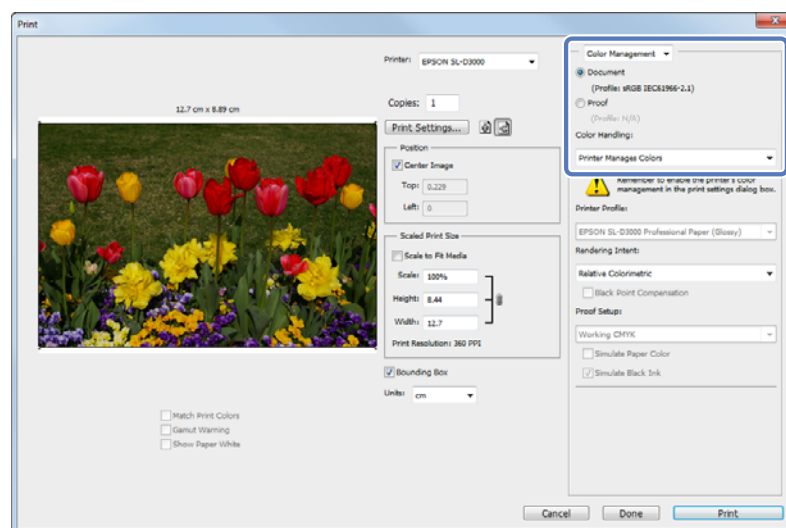 Print
12.7 cm x 8.89 cm
Match Print Colors
Gamut Warning
Show Paper White
Printer: EPSON SL-D3000
Copies: 1
Print Settings...
Position
Center Image
Top: 0.229
Left: 0
Scaled Print Size
Scale to Fit Media
Scale: 100%
Height: 8.44
Width: 12.7
Print Resolution: 360 PPI
Bounding Box
Units: cm
Color Management
Document
(Profile: sRGB IEC61966-2.1)
Proof
(Profile: N/A)
Color Handling:
Printer Manages Colors
Remember to enable the printer's color
management in the print settings dialog box.
Printer Profile:
EPSON SL-D3000 Professional Paper (Glossy)
Rendering Intent:
Relative Colorimetric
Black Point Compensation
Proof Setup:
Working CMYK
Simulate Paper Color
Simulate Black Ink
Cancel Done Print